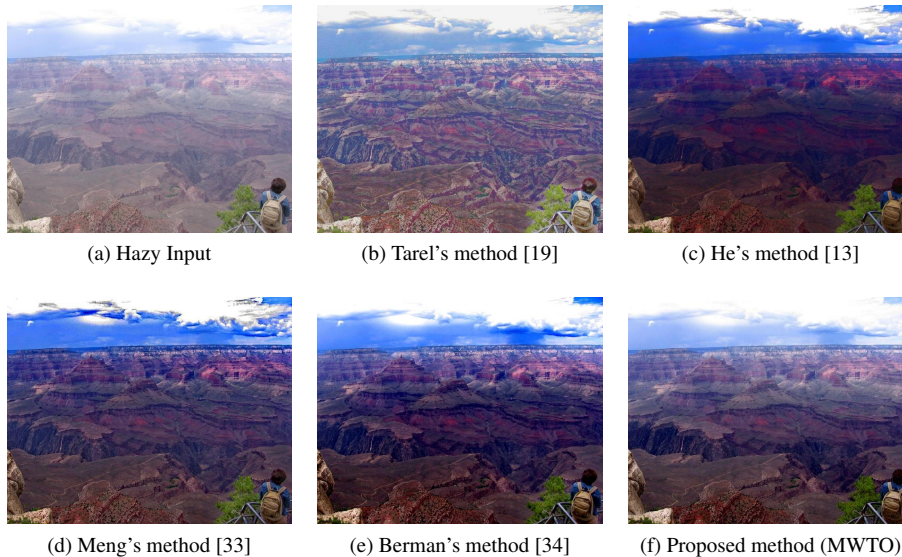 (a) Hazy Input
(b) Tarel's method [19]
(c) He's method [13]
(d) Meng's method [33]
(e) Berman's method [34]
(f) Proposed method (MWTO)